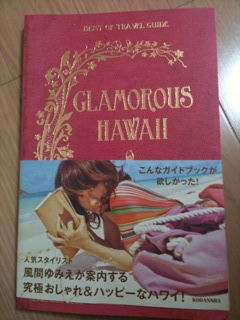 BEST OF TRAVEL GUIDE
GLAMOROUS
HAWAII
こんなガイドブックが
欲しかった!
人気スタイリスト
風間ゆみえが案内する
究極おしゃれ&ハッピーなハワイ!
KODANSHA